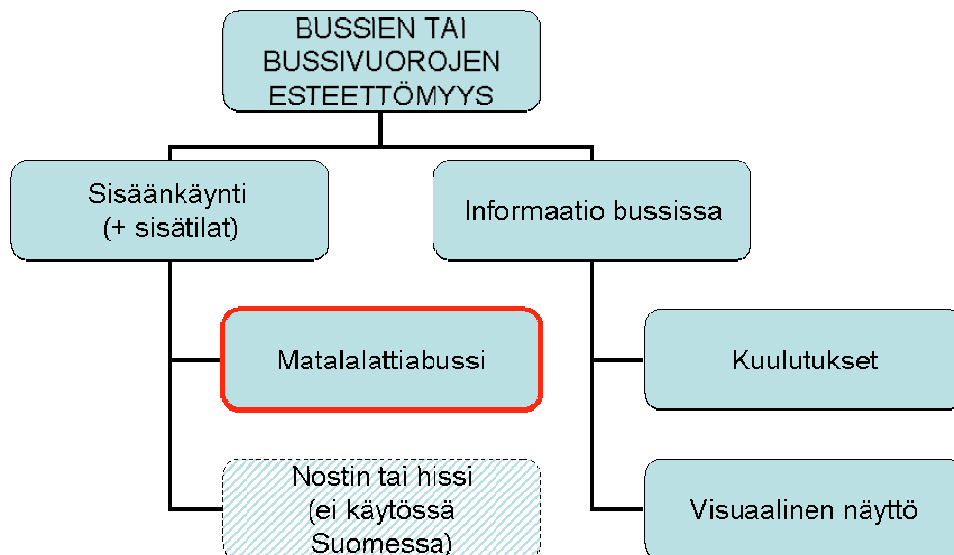 BUSSIEN TAI
BUSSIVUOROJEN
ESTEETTÖMYYS
Sisäänkäynti
(+ sisätilat)
Informaatio bussissa
Matalalattiabussi
Kuulutukset
Nostin tai hissi
(ei käytössä
Suomessa)
Visuaalinen näyttö